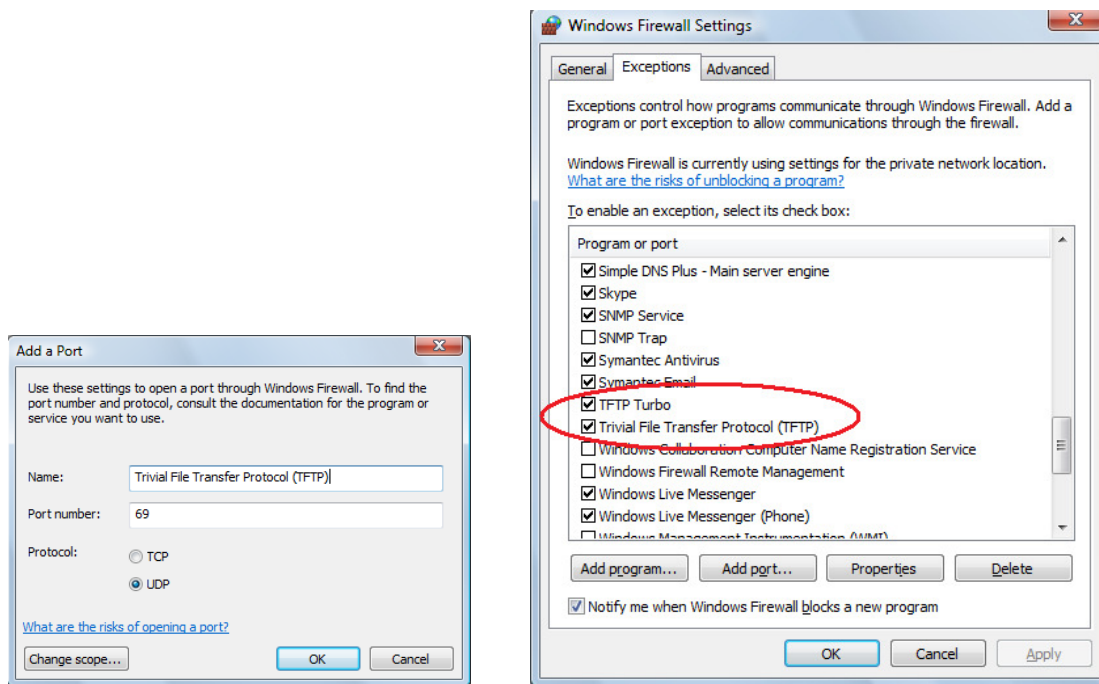 Add a Port
Use these settings to open a port through Windows Firewall. To find the
port number and protocol, consult the documentation for the program or
service you want to use.
Name:
Trivial File Transfer Protocol (TFTP)
Port number:
69
Protocol:
TCP
UDP
What are the risks of opening a port?
Change scope...
OK
Cancel
Windows Firewall Settings
General
Exceptions
Advanced
Exceptions control how programs communicate through Windows Firewall. Add a
program or port exception to allow communications through the firewall.
Windows Firewall is currently using settings for the private network location.
What are the risks of unblocking a program?
To enable an exception, select its check box:
Program or port
Simple DNS Plus - Main server engine
Skype
SNMP Service
SNMP Trap
Symantec Antivirus
Symantec Email
TFTP Turbo
Trivial File Transfer Protocol (TFTP)
Windows Collaboration Computer Name Registration Service
Windows Firewall Remote Management
Windows Live Messenger
Windows Live Messenger (Phone)
Windows Management Instrumentation (WMI)
Add program...
Add port...
Properties
Delete
Notify me when Windows Firewall blocks a new program
OK
Cancel
Apply